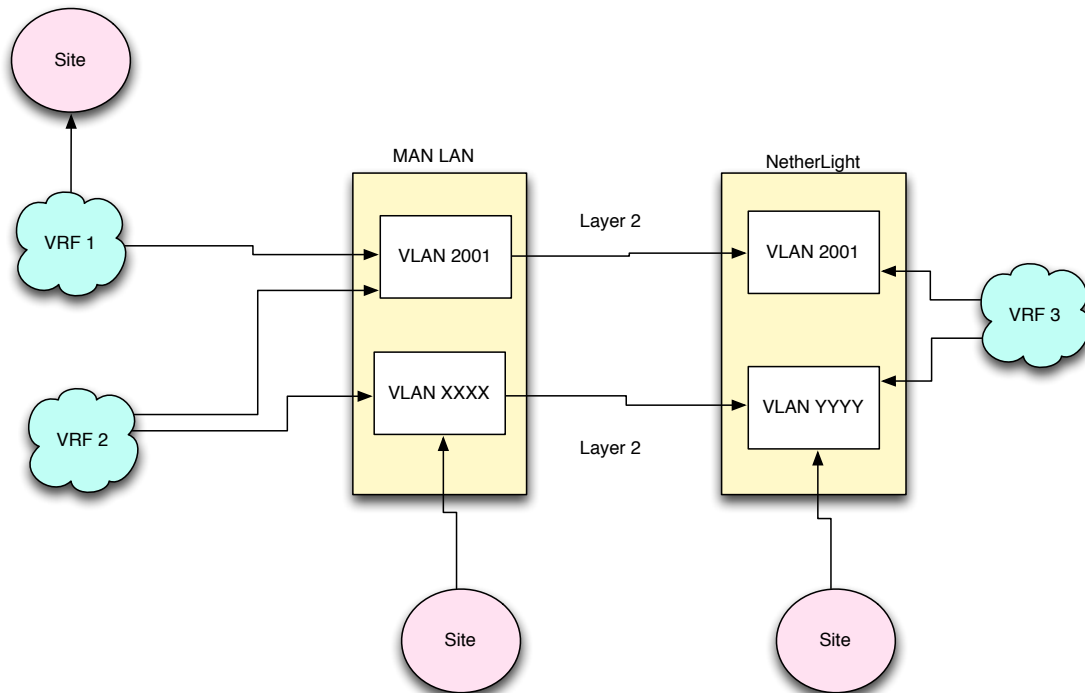 Site
MAN LAN
NetherLight
VRF 1
VLAN 2001
Layer 2
VLAN 2001
VRF 3
VLAN XXXX
VLAN YYYY
VRF 2
Layer 2
Site
Site